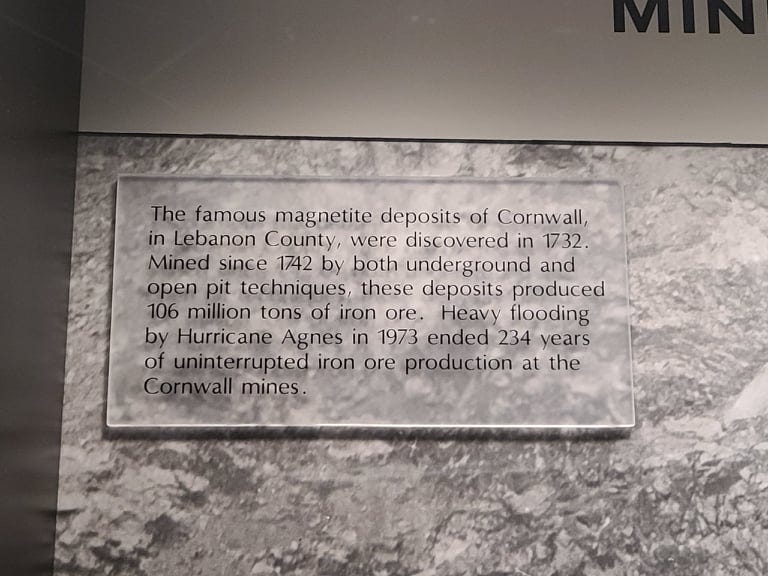 MIN
The famous magnetite deposits of Cornwall,
in Lebanon County, were discovered in 1732.
Mined since 1742 by both underground and
open pit techniques, these deposits produced
106 million tons of iron ore. Heavy flooding
by Hurricane Agnes in 1973 ended 234 years
of uninterrupted iron ore production at the
Cornwall mines.